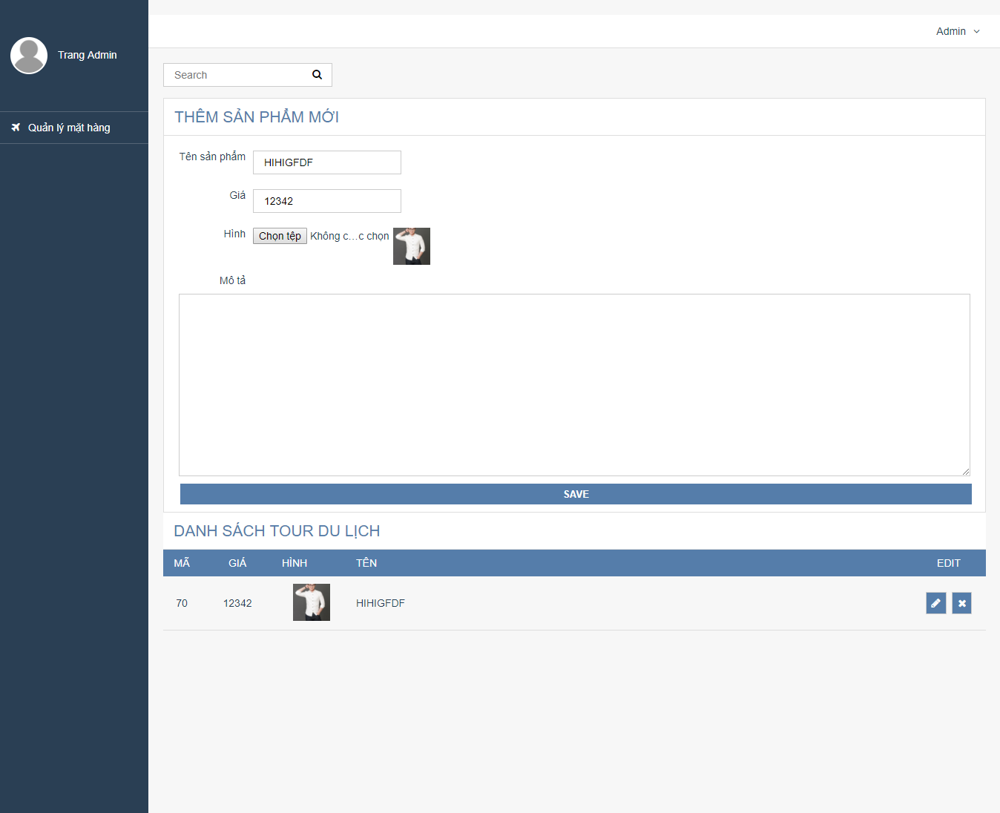 Trang Admin
Quản lý mặt hàng
Admin
Search
THÊM SẢN PHẨM MỚI
Tên sản phẩm HIHIGFDF
Giá 12342
Hình Chọn tệp Không c...c chọn
Mô tả
SAVE
DANH SÁCH TOUR DU LỊCH
MÃ GIÁ HÌNH TÊN EDIT
70 12342 HIHIGFDF